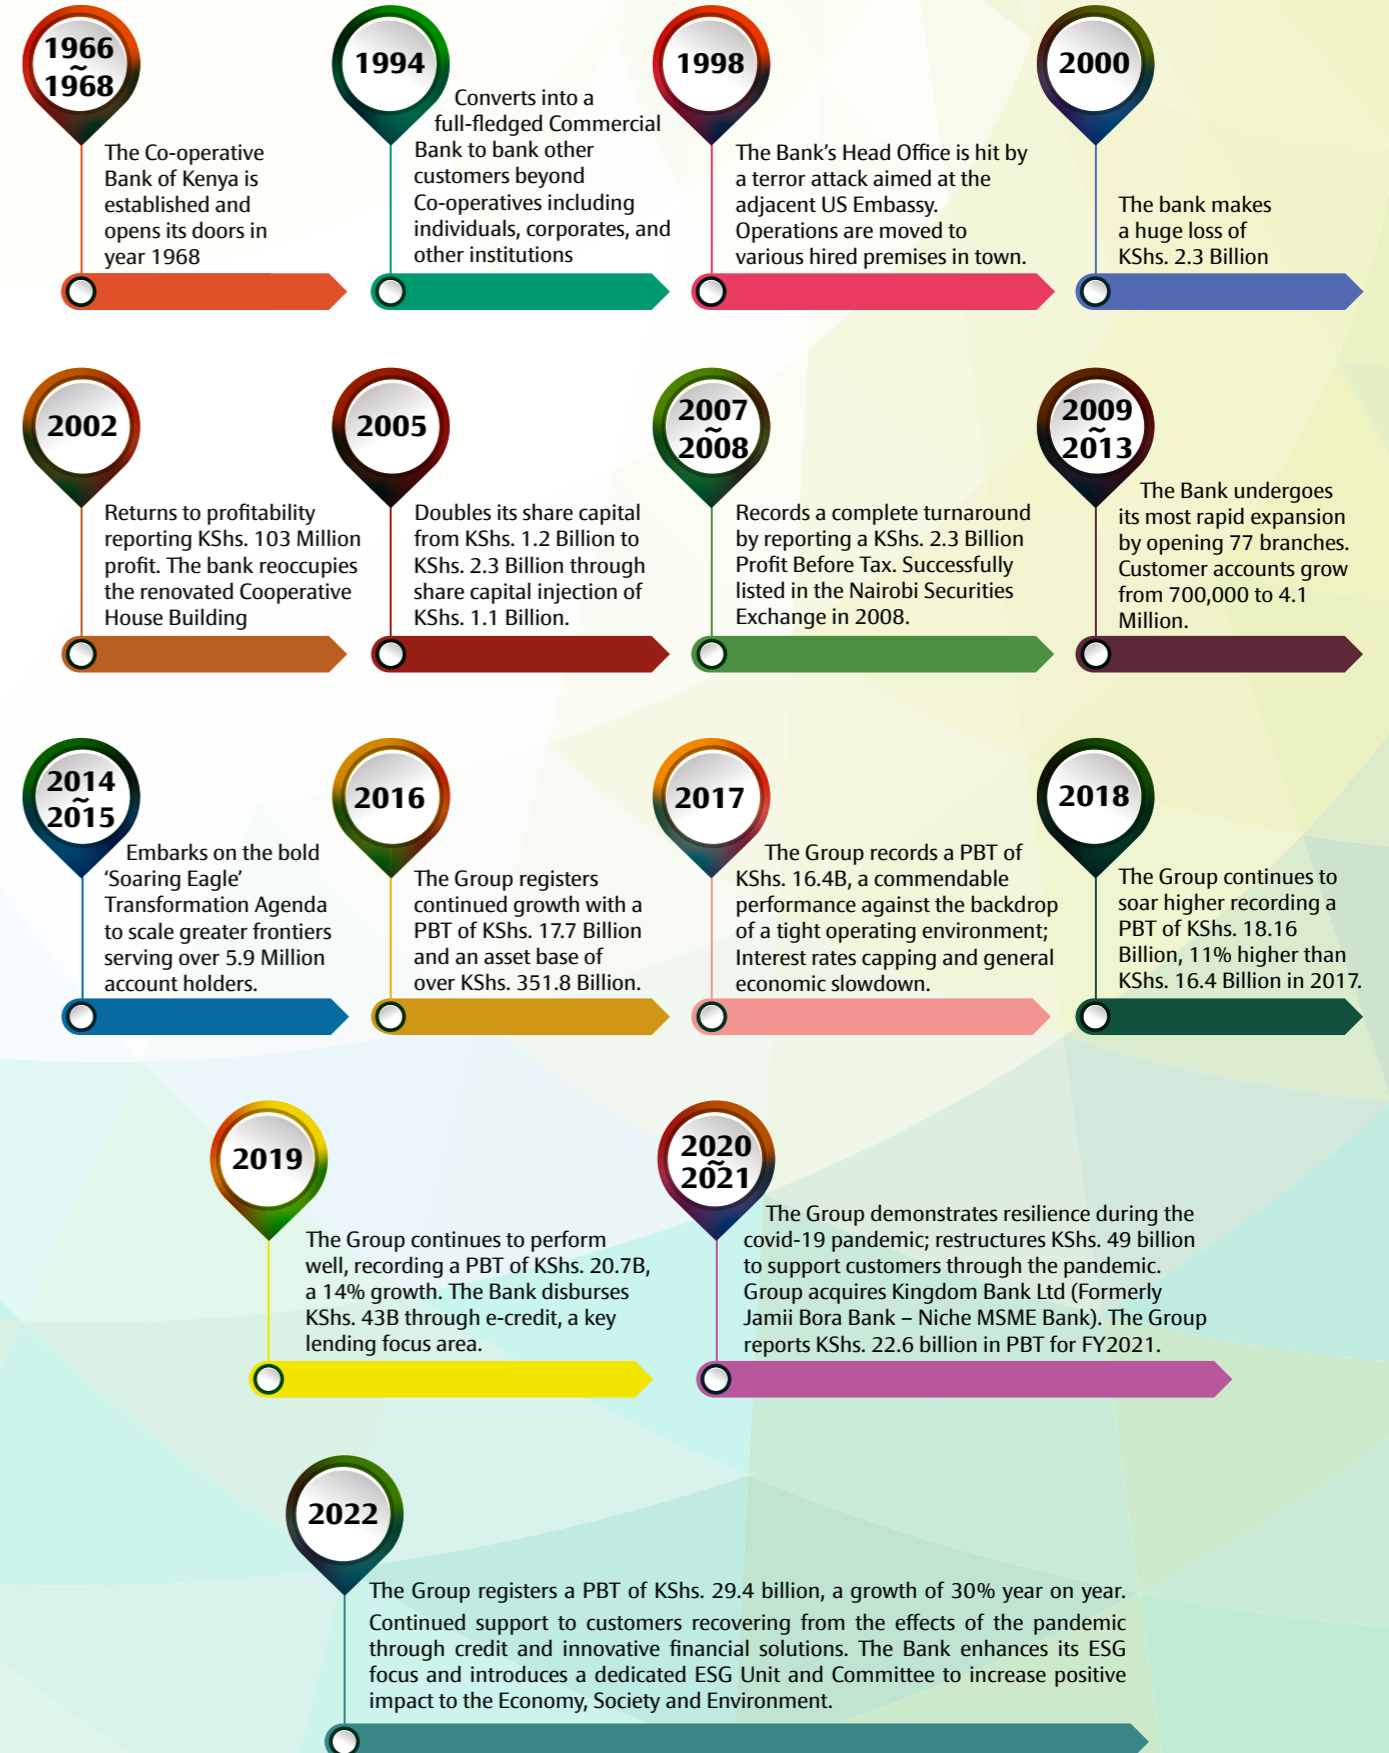 1966
~
1968
The Co-operative
Bank of Kenya is
established and
opens its doors in
year 1968
1994
Converts into a
full-fledged Commercial
Bank to bank other
customers beyond
Co-operatives including
individuals, corporates, and
other institutions
1998
The Bank's Head Office is hit by
a terror attack aimed at the
adjacent US Embassy.
Operations are moved to
various hired premises in town.
2000
The bank makes
a huge loss of
KShs. 2.3 Billion
2002
Returns to profitability
reporting KShs. 103 Million
profit. The bank reoccupies
the renovated Cooperative
House Building
2005
Doubles its share capital
from KShs. 1.2 Billion to
KShs. 2.3 Billion through
share capital injection of
KShs. 1.1 Billion.
2007
~
2008
Records a complete turnaround
by reporting a KShs. 2.3 Billion
Profit Before Tax. Successfully
listed in the Nairobi Securities
Exchange in 2008.
2009
~
2013
The Bank undergoes
its most rapid expansion
by opening 77 branches.
Customer accounts grow
from 700,000 to 4.1
Million.
2014
~
2015
Embarks on the bold
‘Soaring Eagle’
Transformation Agenda
to scale greater frontiers
serving over 5.9 Million
account holders.
2016
The Group registers
continued growth with a
PBT of KShs. 17.7 Billion
and an asset base of
over KShs. 351.8 Billion.
2017
The Group records a PBT of
KShs. 16.4B, a commendable
performance against the backdrop
of a tight operating environment;
Interest rates capping and general
economic slowdown.
2018
The Group continues to
soar higher recording a
PBT of KShs. 18.16
Billion, 11% higher than
KShs. 16.4 Billion in 2017.
2019
The Group continues to perform
well, recording a PBT of KShs. 20.7B,
a 14% growth. The Bank disburses
KShs. 43B through e-credit, a key
lending focus area.
2020
~
2021
The Group demonstrates resilience during the
covid-19 pandemic; restructures KShs. 49 billion
to support customers through the pandemic.
Group acquires Kingdom Bank Ltd (Formerly
Jamii Bora Bank – Niche MSME Bank). The Group
reports KShs. 22.6 billion in PBT for FY2021.
2022
The Group registers a PBT of KShs. 29.4 billion, a growth of 30% year on year.
Continued support to customers recovering from the effects of the pandemic
through credit and innovative financial solutions. The Bank enhances its ESG
focus and introduces a dedicated ESG Unit and Committee to increase positive
impact to the Economy, Society and Environment.